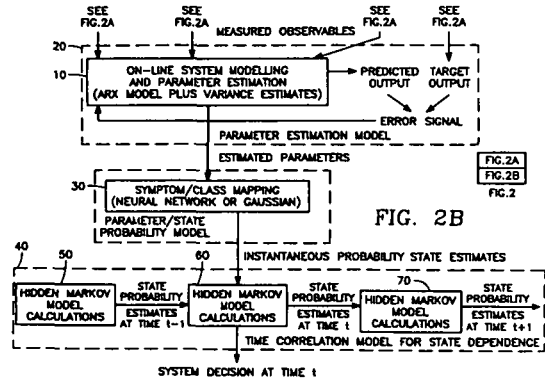 SEE
FIG.2A
SEE
FIG.2A
SEE
FIG.2A
SEE
FIG.2A
MEASURED OBSERVABLES
20
10
ON-LINE SYSTEM MODELLING
AND PARAMETER ESTIMATION
(ARX MODEL PLUS VARIANCE ESTIMATES)
PREDICTED
OUTPUT
TARGET
OUTPUT
ERROR SIGNAL
PARAMETER ESTIMATION MODEL
ESTIMATED PARAMETERS
FIG.2A
FIG.2B
FIG.2
30
SYMPTOM/CLASS MAPPING
(NEURAL NETWORK OR GAUSSIAN)
PARAMETER/STATE
PROBABILITY MODEL
FIG. 2B
INSTANTANEOUS PROBABILITY STATE ESTIMATES
40
50
60
70
HIDDEN MARKOV
MODEL
CALCULATIONS
STATE
PROBABILITY
ESTIMATES
AT TIME t-1
HIDDEN MARKOV
MODEL
CALCULATIONS
STATE
PROBABILITY
ESTIMATES
AT TIME t
HIDDEN MARKOV
MODEL
CALCULATIONS
STATE
PROBABILITY
ESTIMATES
AT TIME t+1
TIME CORRELATION MODEL FOR STATE DEPENDENCE
SYSTEM DECISION AT TIME t